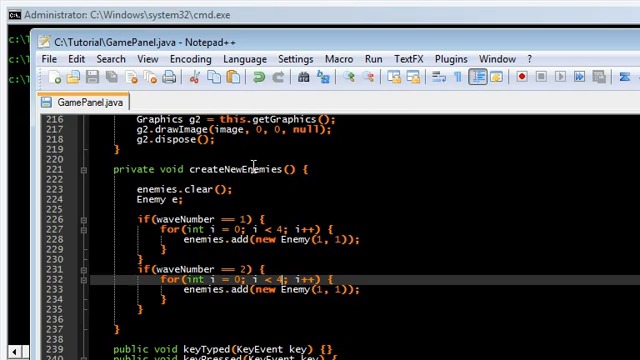 Administrator: C:\Windows\system32\cmd.exe
C:\Tutorial\GamePanel.java - Notepad++
File Edit Search View Encoding Language Settings Macro Run TextFX Plugins Window ?
GamePanel.java
216 Graphics g2 = this.getGraphics();
217 g2.drawImage(image, 0, 0, null);
218 g2.dispose();
219 }
220
221 private void createNewEnemies() {
222
223 enemies.clear();
224 Enemy e;
225
226 if(waveNumber == 1) {
227 for(int i = 0; i < 4; i++) {
228 enemies.add(new Enemy(1, 1));
229 }
230 }
231 if(waveNumber == 2) {
232 for(int i = 0; i < 4; i++) {
233 enemies.add(new Enemy(1, 1));
234 }
235 }
236
237 }
238
239 public void keyTyped(KeyEvent key) {}
240 public void keyPressed(KeyEvent key) {